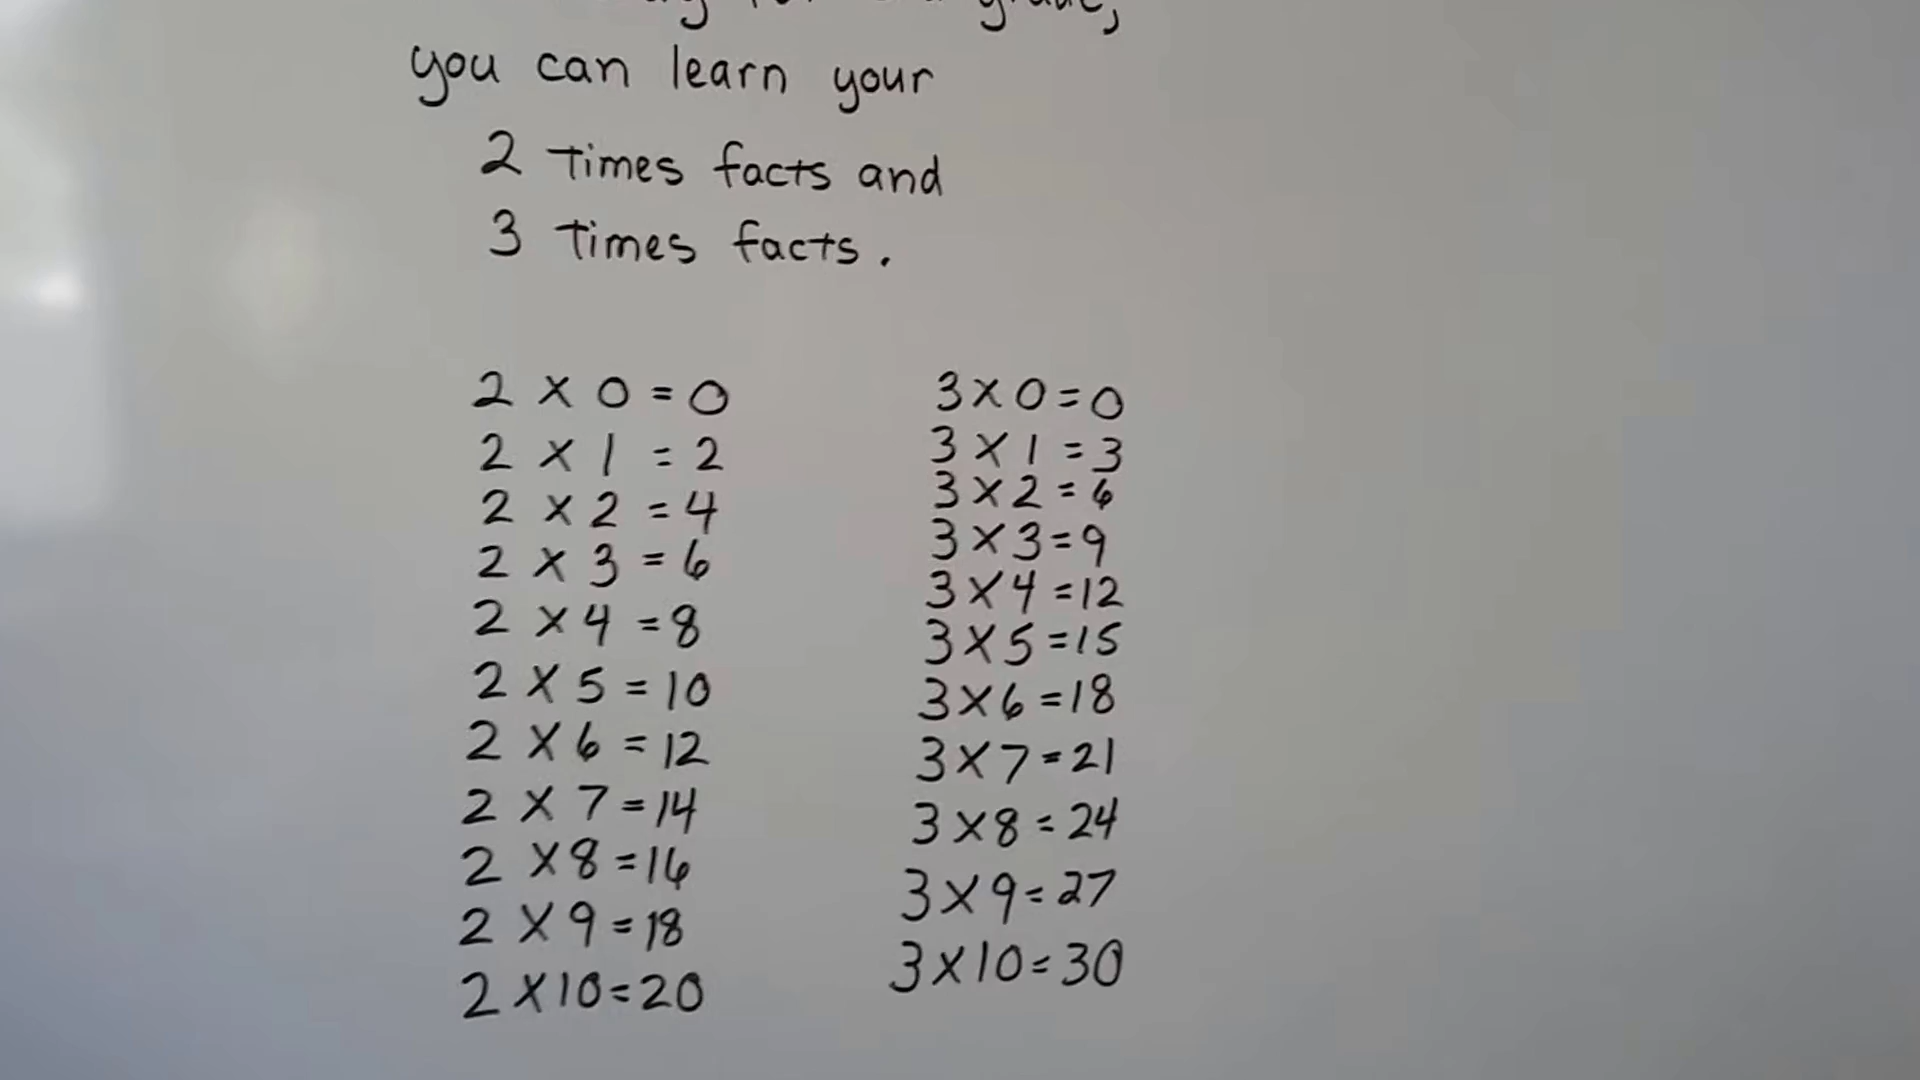 you can learn your
2 times facts and
3 times facts.
2 x 0 = 0
2 x 1 = 2
2 x 2 = 4
2 x 3 = 6
2 x 4 = 8
2 x 5 = 10
2 x 6 = 12
2 x 7 = 14
2 x 8 = 16
2 x 9 = 18
2 x 10 = 20
3 x 0 = 0
3 x 1 = 3
3 x 2 = 6
3 x 3 = 9
3 x 4 = 12
3 x 5 = 15
3 x 6 = 18
3 x 7 = 21
3 x 8 = 24
3 x 9 = 27
3 x 10 = 30